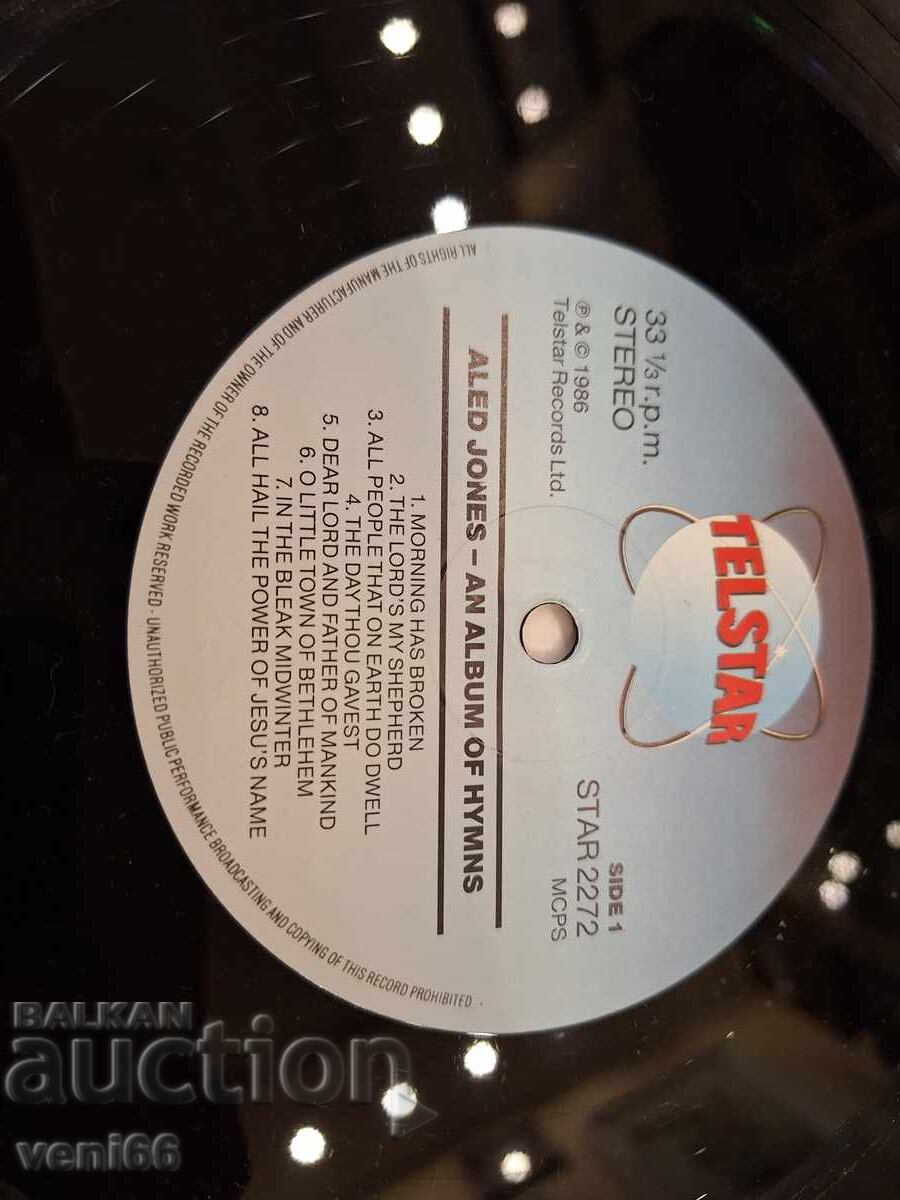 TELSTAR
33 1/3 r.p.m.
STEREO
℗ & © 1986
Telstar Records Ltd.
SIDE 1
STAR 2272
MCPS
ALED JONES – AN ALBUM OF HYMNS
1. MORNING HAS BROKEN
2. THE LORD'S MY SHEPHERD
3. ALL PEOPLE THAT ON EARTH DO DWELL
4. THE DAY THOU GAVEST
5. DEAR LORD AND FATHER OF MANKIND
6. O LITTLE TOWN OF BETHLEHEM
7. IN THE BLEAK MIDWINTER
8. ALL HAIL THE POWER OF JESU'S NAME
ALL RIGHTS OF THE MANUFACTURER AND OF THE OWNER OF THE RECORDED WORK RESERVED - UNAUTHORIZED PUBLIC PERFORMANCE BROADCASTING AND COPYING OF THIS RECORD PROHIBITED ·
BALKAN
auction
veni66